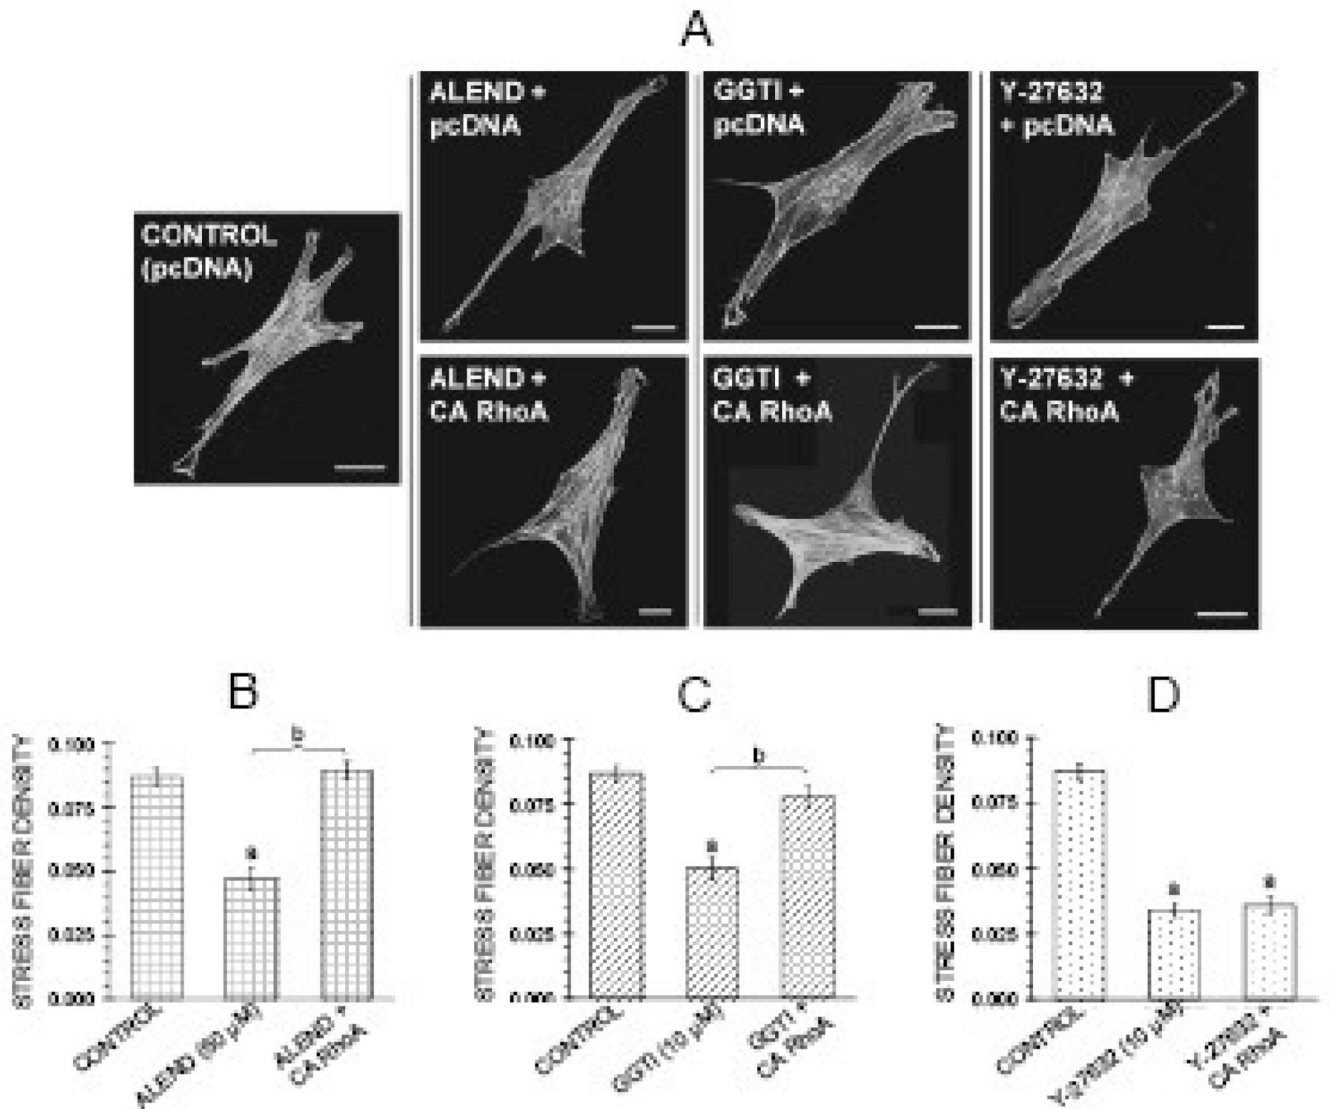 A
CONTROL
(pcDNA)
ALEND +
pcDNA
GGTI +
pcDNA
Y-27632
+ pcDNA
ALEND +
CA RhoA
GGTI +
CA RhoA
Y-27632 +
CA RhoA
B
STRESS FIBER DENSITY
0.100
0.075
0.050
0.025
0.000
a
b
CONTROL
ALEND (50 µM)
ALEND +
CA RhoA
C
STRESS FIBER DENSITY
0.100
0.075
0.050
0.025
0.000
a
b
CONTROL
GGTI (10 µM)
GGTI +
CA RhoA
D
STRESS FIBER DENSITY
0.100
0.075
0.050
0.025
0.000
a
a
CONTROL
Y-27632 (10 µM)
Y-27632 +
CA RhoA